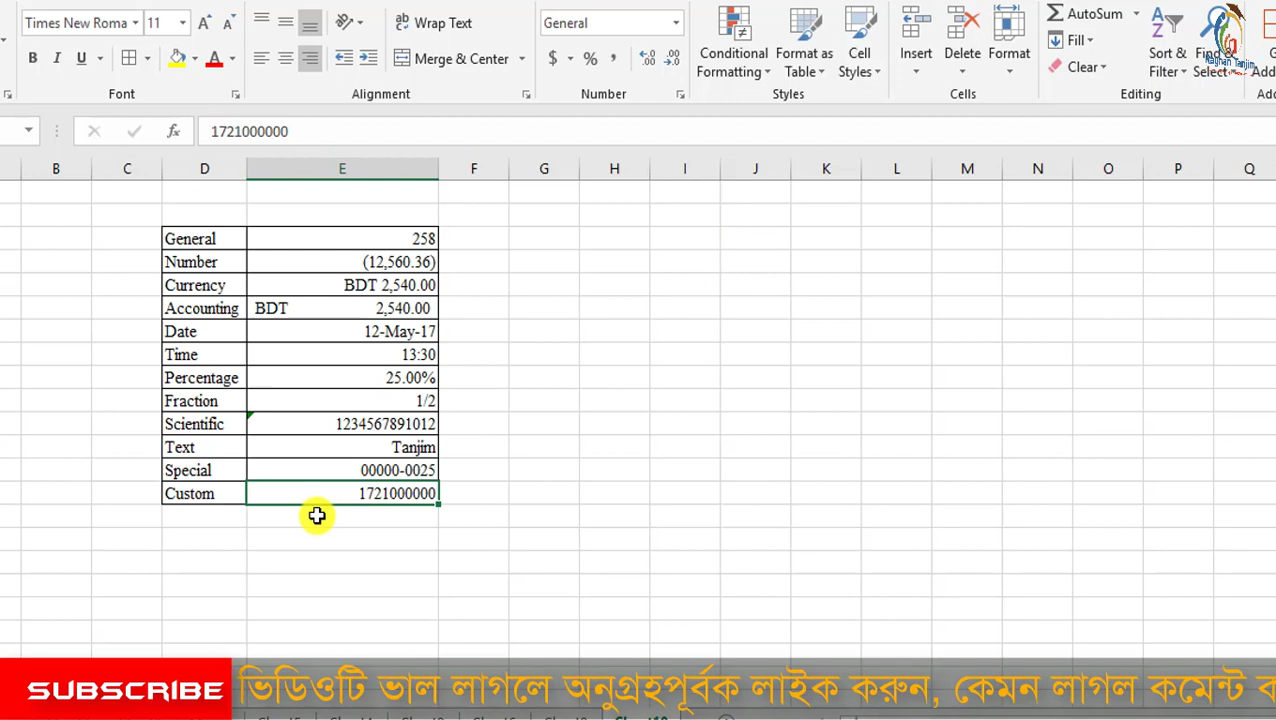 Times New Roma 11 A A Wrap Text General Σ AutoSum
B I U A Merge & Center $ % , Conditional Formatting Format as Table Cell Styles Insert Delete Format Fill Clear Sort & Filter Find Select
Rayhan Tanjim
Font Alignment Number Styles Cells Editing
fx 1721000000
B C D E F G H I J K L M N O P Q
General 258
Number (12,560.36)
Currency BDT 2,540.00
Accounting BDT 2,540.00
Date 12-May-17
Time 13:30
Percentage 25.00%
Fraction 1/2
Scientific 1234567891012
Text Tanjim
Special 00000-0025
Custom 1721000000
SUBSCRIBE ভিডিওটি ভাল লাগলে অনুগ্রহপূর্বক লাইক করুন, কেমন লাগল কমেন্ট